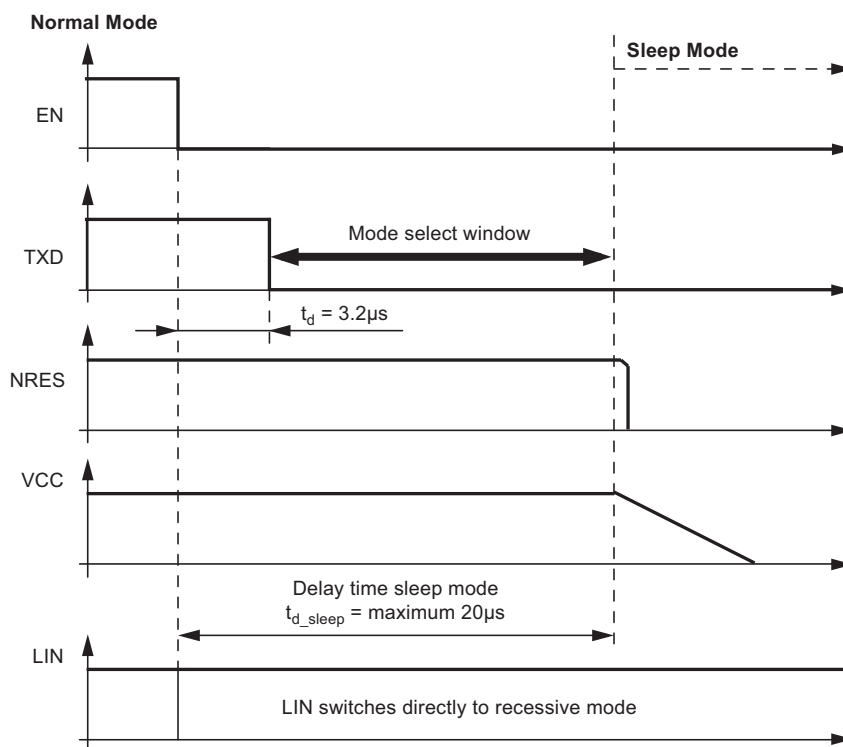 Normal Mode
Sleep Mode
EN
Mode select window
TXD
t_d = 3.2µs
NRES
VCC
Delay time sleep mode
t_d_sleep = maximum 20µs
LIN
LIN switches directly to recessive mode